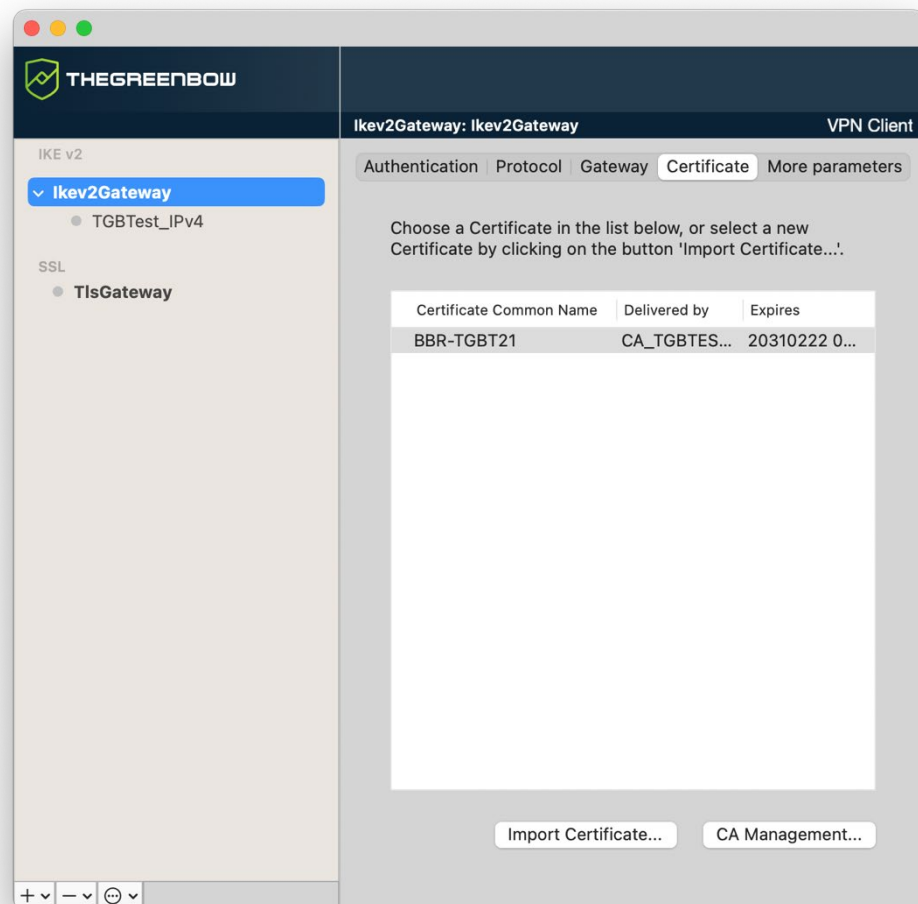 THEGREENBOW
Ikev2Gateway: Ikev2Gateway
VPN Client
IKE v2
Ikev2Gateway
TGBTest_IPv4
SSL
TlsGateway
Authentication Protocol Gateway Certificate More parameters
Choose a Certificate in the list below, or select a new
Certificate by clicking on the button 'Import Certificate...'.
Certificate Common Name Delivered by Expires
BBR-TGBT21 CA_TGBTES... 20310222 0...
Import Certificate... CA Management...